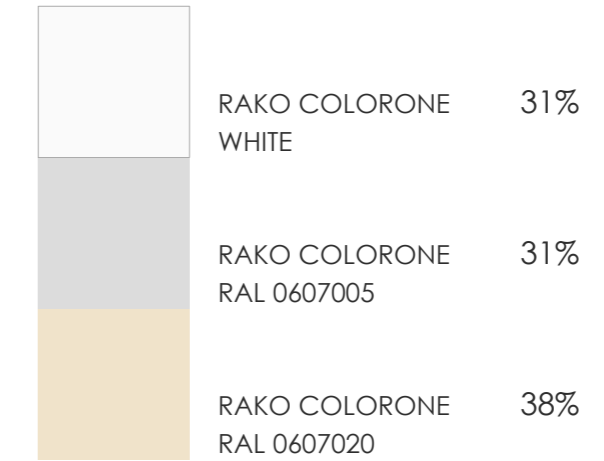 RAKO COLORONE 31%
WHITE
RAKO COLORONE 31%
RAL 0607005
RAKO COLORONE 38%
RAL 0607020